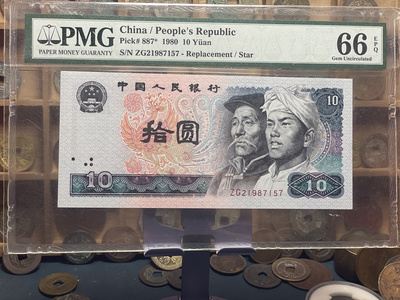 PMG
PAPER MONEY GUARANTY
China / People's Republic
Pick# 887* 1980 10 Yüan
S/N ZG21987157 - Replacement / Star
66 EPQ
Gem Uncirculated
中国人民银行
10
拾圆
ZG21987157
10
10